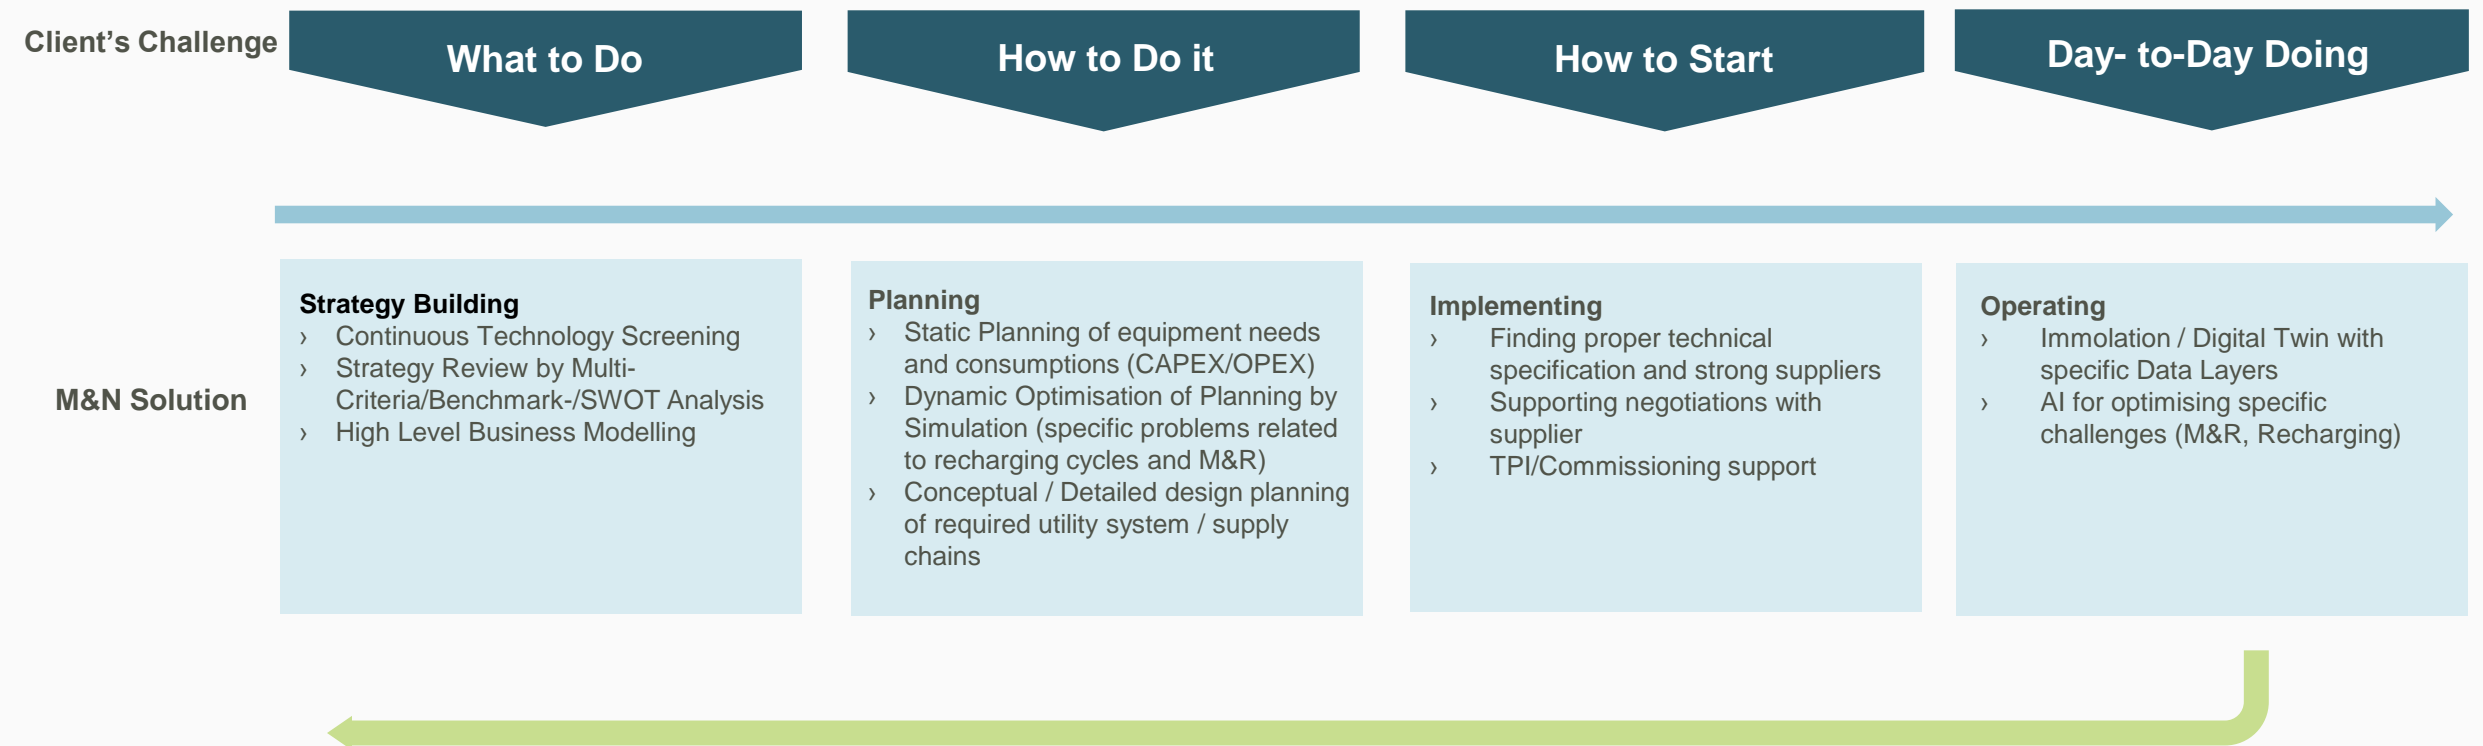 Client's Challenge
What to Do
How to Do it
How to Start
Day- to-Day Doing
M&N Solution
Strategy Building
› Continuous Technology Screening
› Strategy Review by Multi-
Criteria/Benchmark-/SWOT Analysis
› High Level Business Modelling
Planning
› Static Planning of equipment needs
and consumptions (CAPEX/OPEX)
› Dynamic Optimisation of Planning by
Simulation (specific problems related
to recharging cycles and M&R)
› Conceptual / Detailed design planning
of required utility system / supply
chains
Implementing
› Finding proper technical
specification and strong suppliers
› Supporting negotiations with
supplier
› TPI/Commissioning support
Operating
› Immolation / Digital Twin with
specific Data Layers
› AI for optimising specific
challenges (M&R, Recharging)